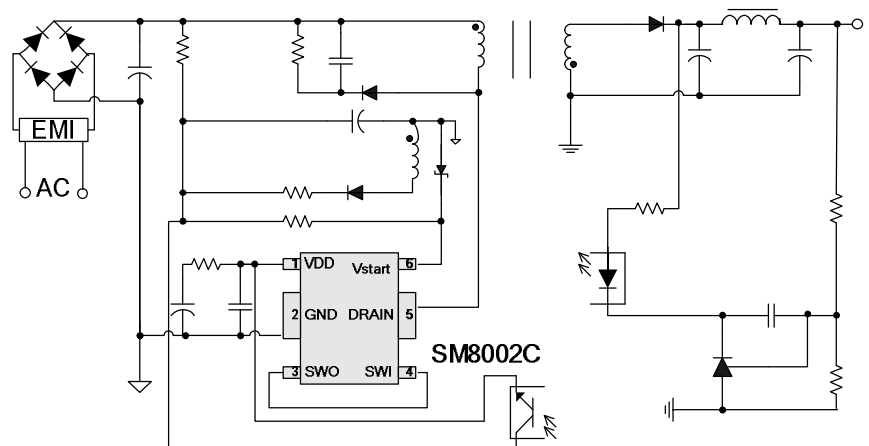 EMI
AC
1 VDD Vstart 6
2 GND DRAIN 5
SM8002C
3 SWO SWI 4